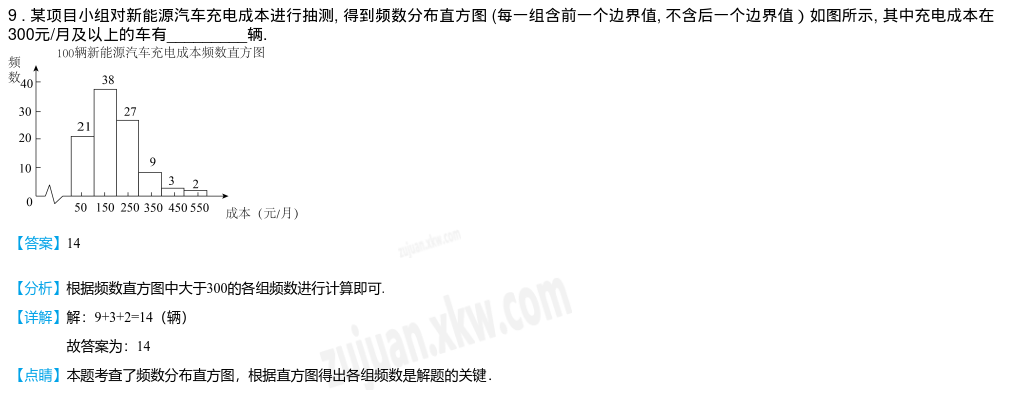 9 . 某项目小组对新能源汽车充电成本进行抽测, 得到频数分布直方图 (每一组含前一个边界值, 不含后一个边界值 ) 如图所示, 其中充电成本在
300元/月及以上的车有__________辆.
100辆新能源汽车充电成本频数直方图
频
数
40
30
20
10
0
21
38
27
9
3
2
50 150 250 350 450 550
成本（元/月）
【答案】14
【分析】根据频数直方图中大于300的各组频数进行计算即可.
【详解】解：9+3+2=14（辆）
故答案为：14
【点睛】本题考查了频数分布直方图，根据直方图得出各组频数是解题的关键．
zujuan.xkw.com
zujuan.xkw.com